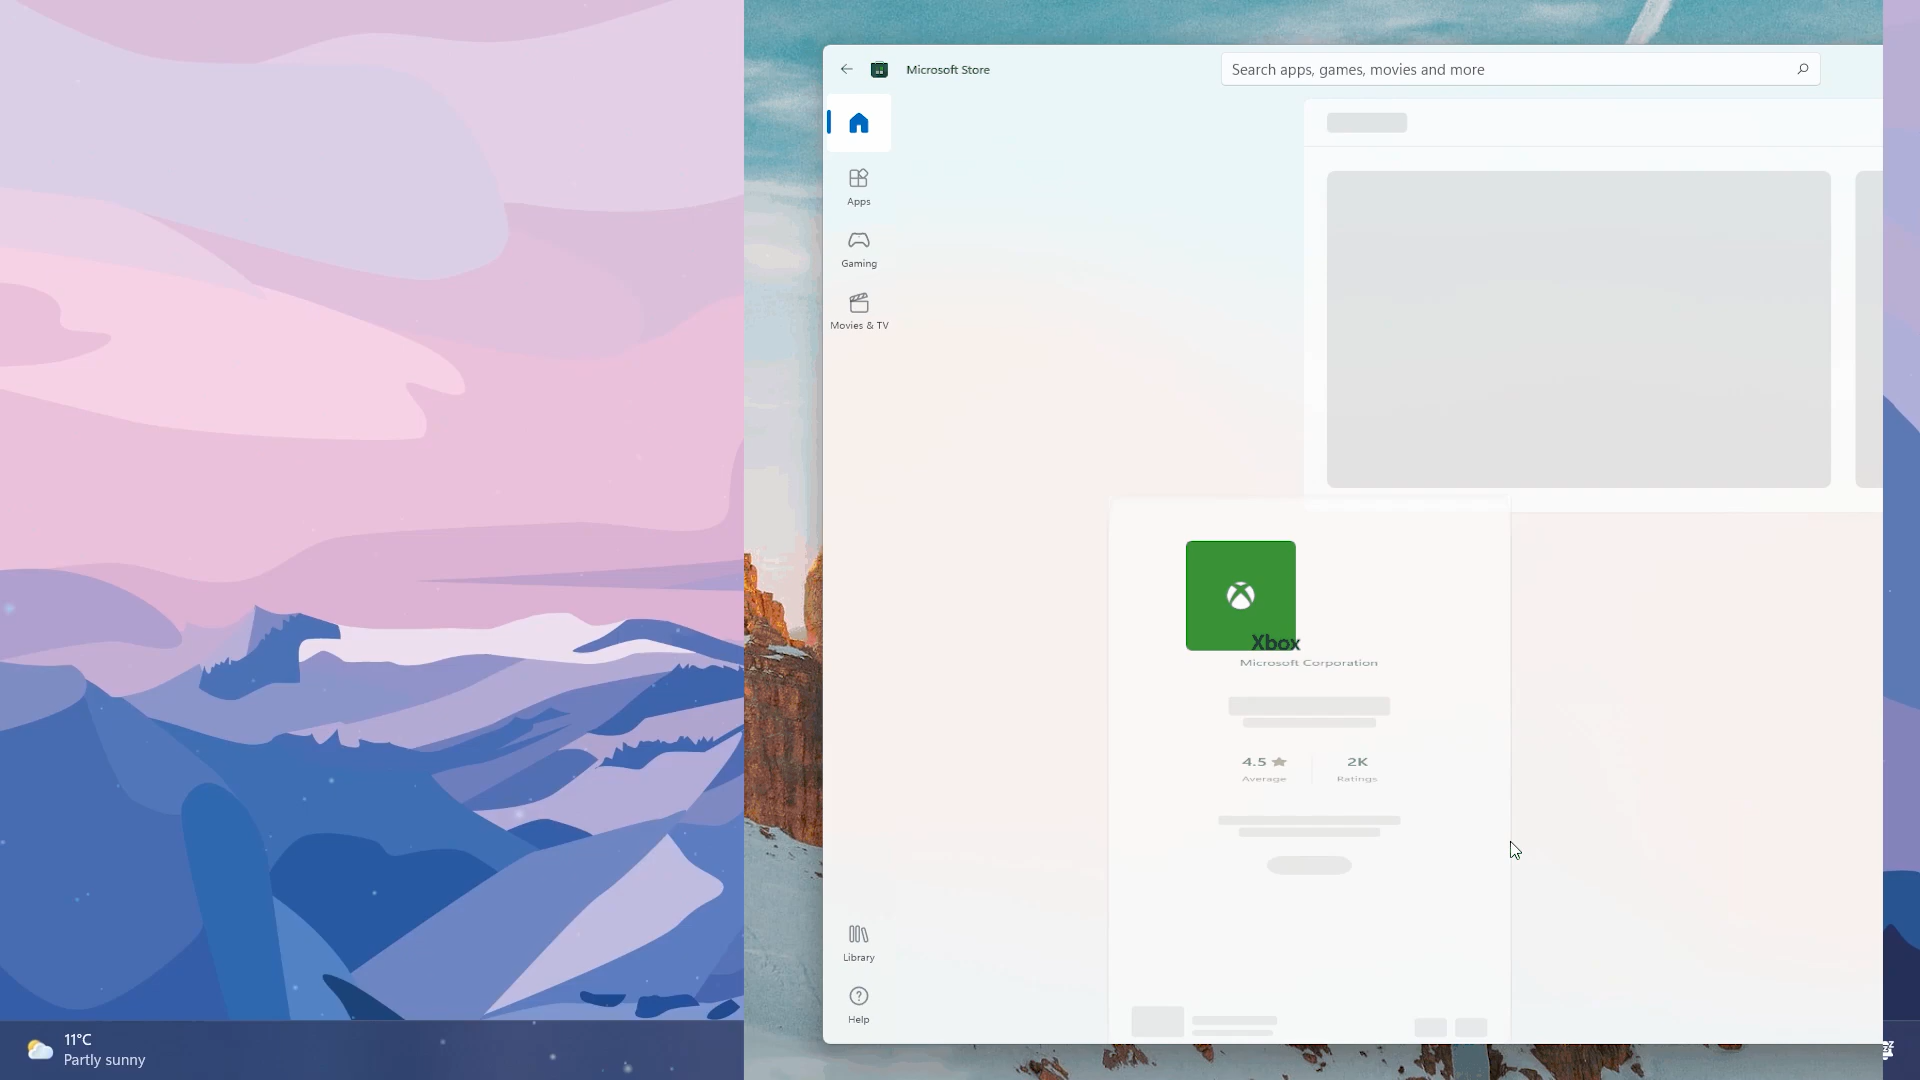 Microsoft Store
Search apps, games, movies and more
Apps
Gaming
Movies & TV
Xbox
Microsoft Corporation
4.5
2K
Average
Ratings
Library
Help
11°C
Partly sunny